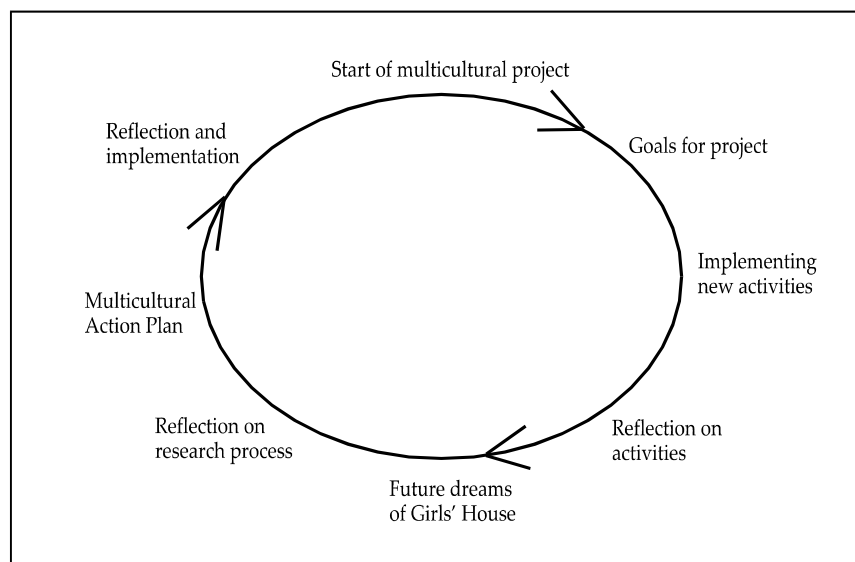 Start of multicultural project
Goals for project
Implementing
new activities
Reflection on
activities
Future dreams
of Girls’ House
Reflection on
research process
Multicultural
Action Plan
Reflection and
implementation